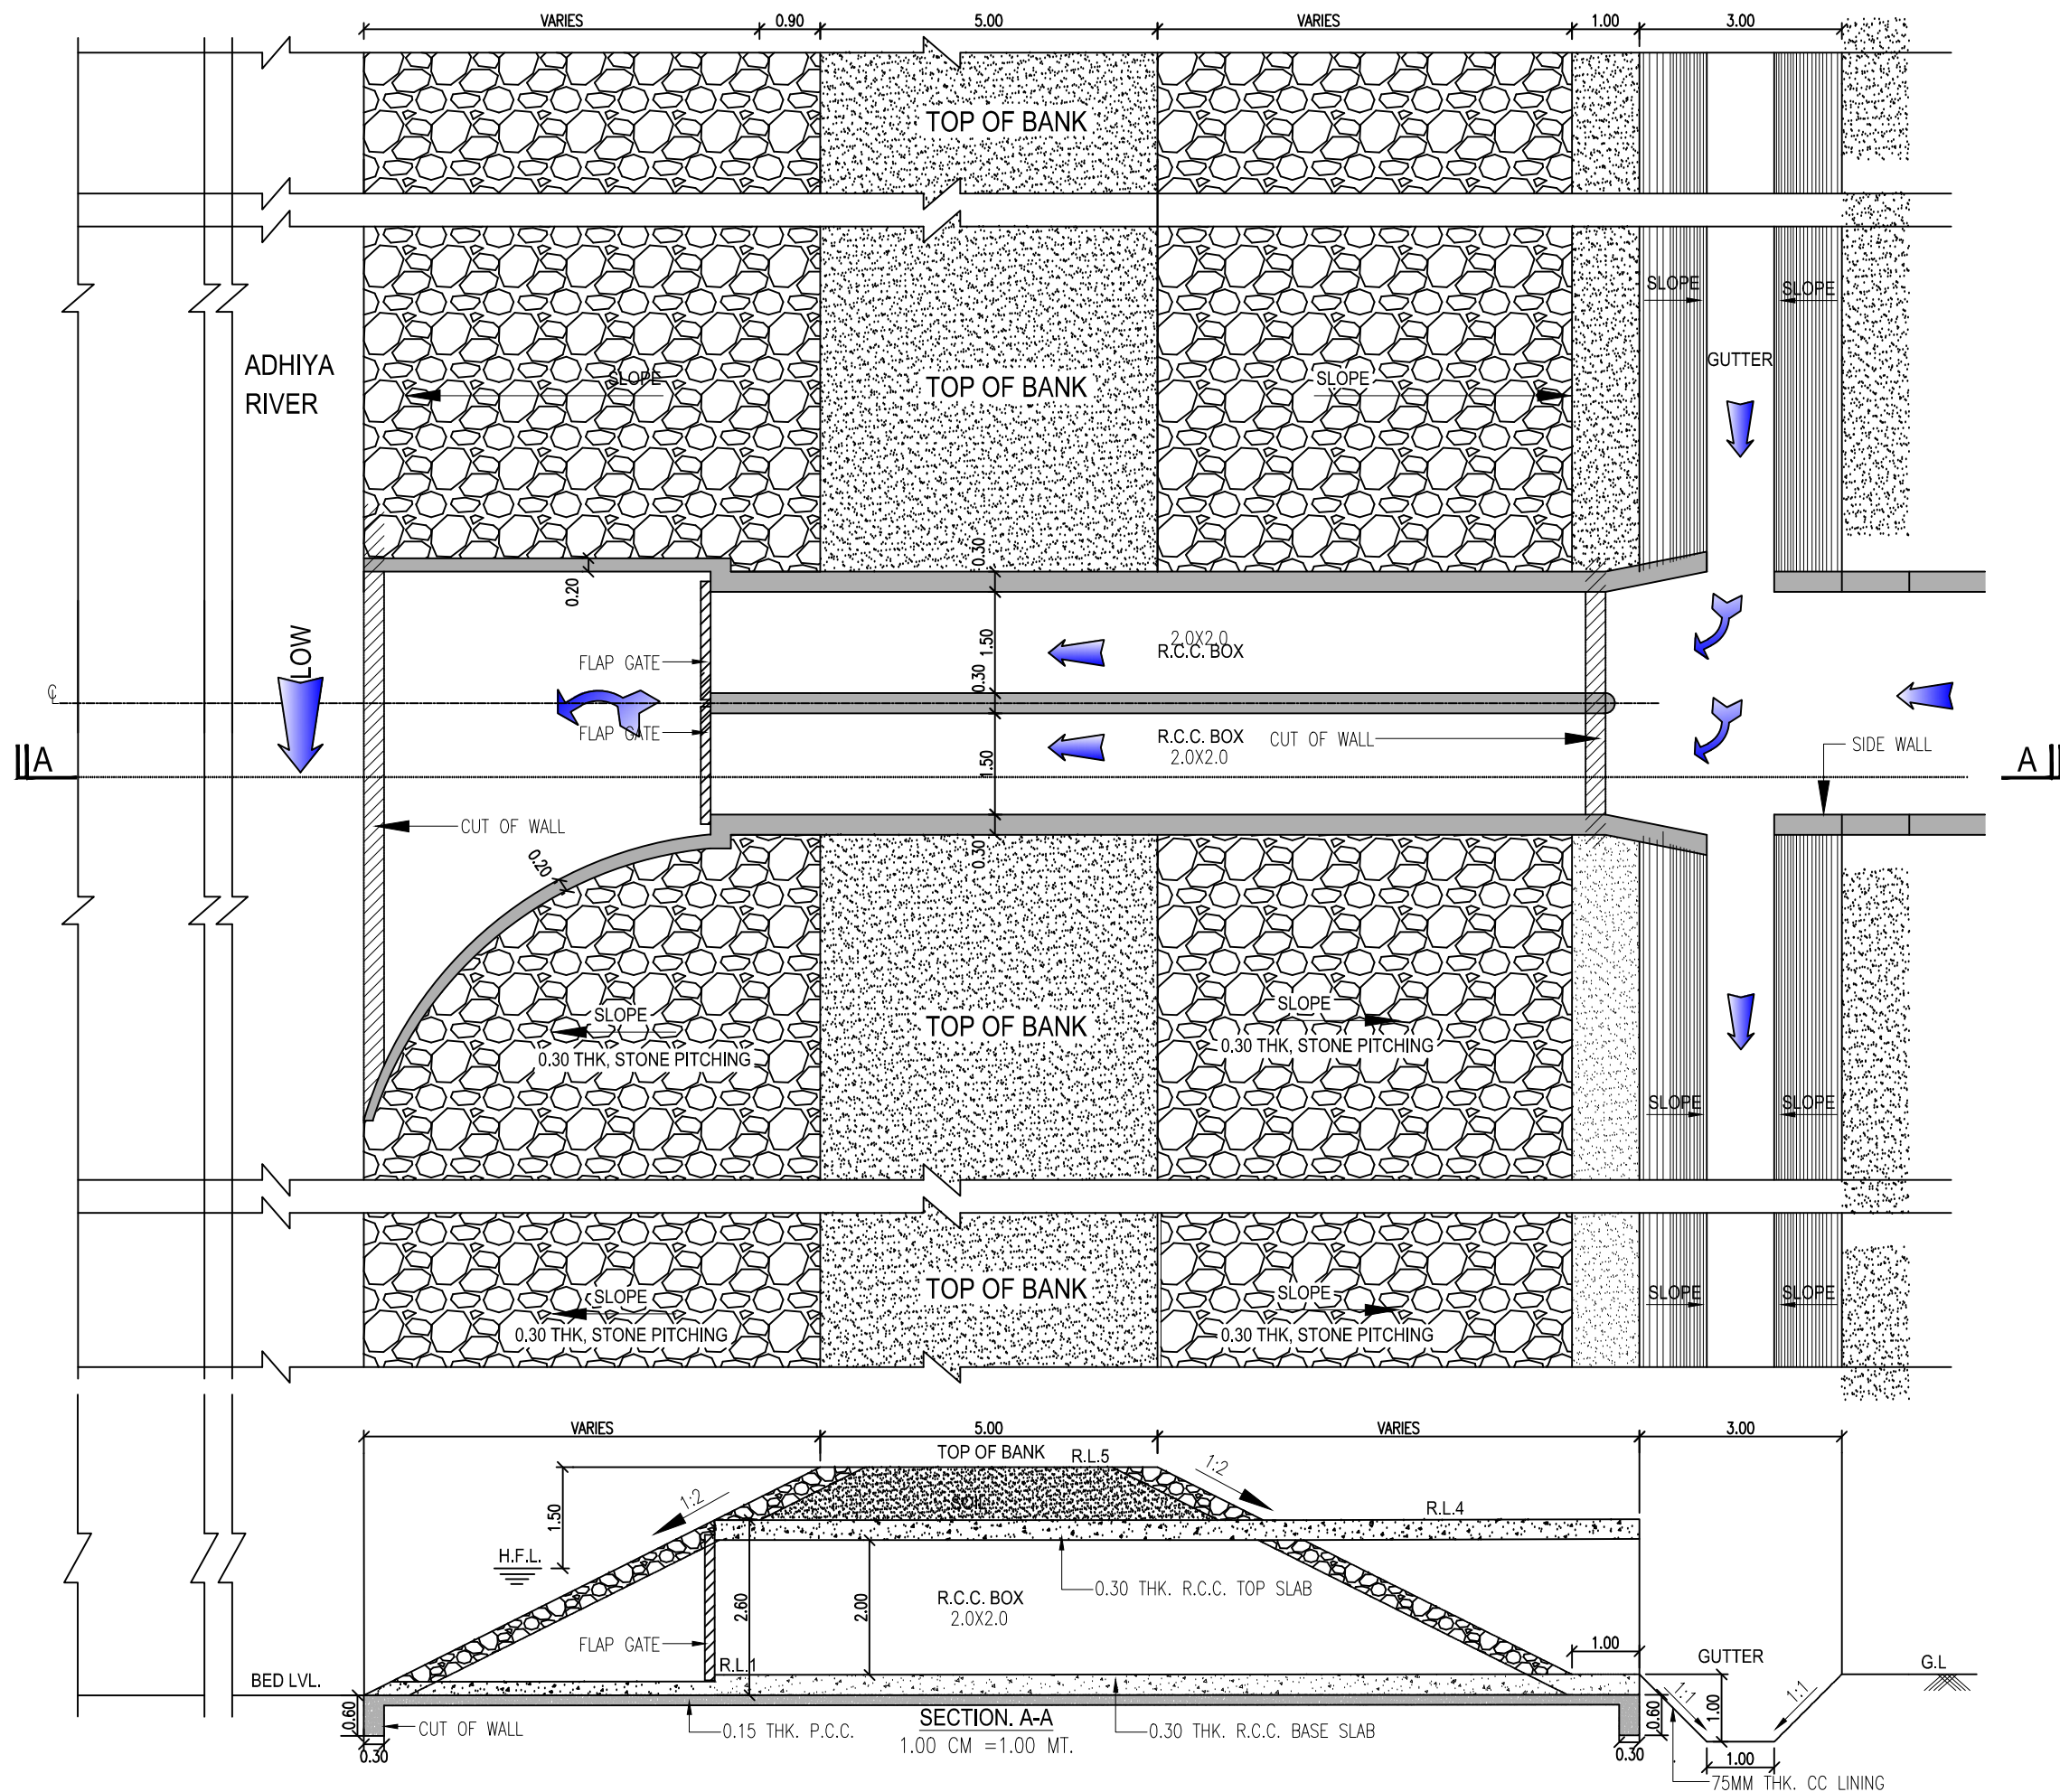 VARIES 0.90 5.00 VARIES 1.00 3.00
TOP OF BANK
SLOPE SLOPE
ADHIYA
RIVER
SLOPE
TOP OF BANK
SLOPE
GUTTER
0.30
0.20
LOW
FLAP GATE
1.50
2.0X2.0
R.C.C. BOX
0.30
℄
FLAP GATE
R.C.C. BOX
2.0X2.0
CUT OF WALL
SIDE WALL
1.50
A A
CUT OF WALL
0.20
0.30
SLOPE
0.30 THK, STONE PITCHING
TOP OF BANK
SLOPE
0.30 THK, STONE PITCHING
SLOPE SLOPE
SLOPE
0.30 THK, STONE PITCHING
TOP OF BANK
SLOPE
0.30 THK, STONE PITCHING
SLOPE SLOPE
VARIES 5.00 VARIES 3.00
TOP OF BANK
R.L.5
1:2
1:2
1.50
SOIL
R.L.4
H.F.L.
0.30 THK. R.C.C. TOP SLAB
2.60
2.00
R.C.C. BOX
2.0X2.0
FLAP GATE
1.00
R.L.1
GUTTER
G.L
BED LVL.
1:1
1.00
1:1
0.60
CUT OF WALL
0.15 THK. P.C.C.
SECTION. A-A
1.00 CM =1.00 MT.
0.30 THK. R.C.C. BASE SLAB
0.60
0.30
0.30
1.00
75MM THK. CC LINING